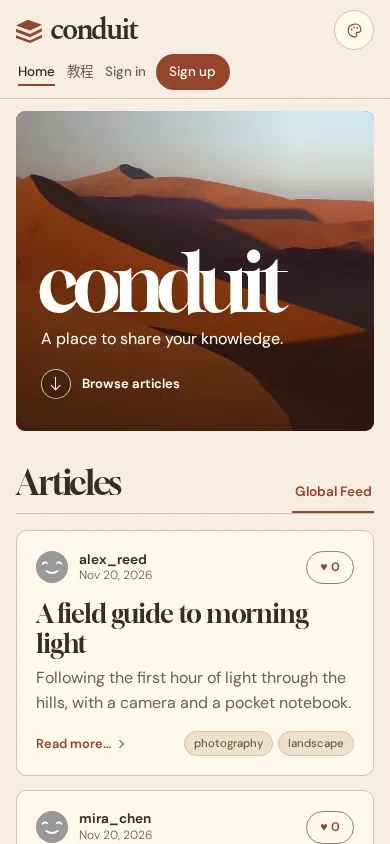 conduit
Home 教程 Sign in Sign up
conduit
A place to share your knowledge.
Browse articles
Articles
Global Feed
alex_reed
Nov 20, 2026
♥ 0
A field guide to morning
light
Following the first hour of light through the
hills, with a camera and a pocket notebook.
Read more...
photography landscape
mira_chen
Nov 20, 2026
♥ 0